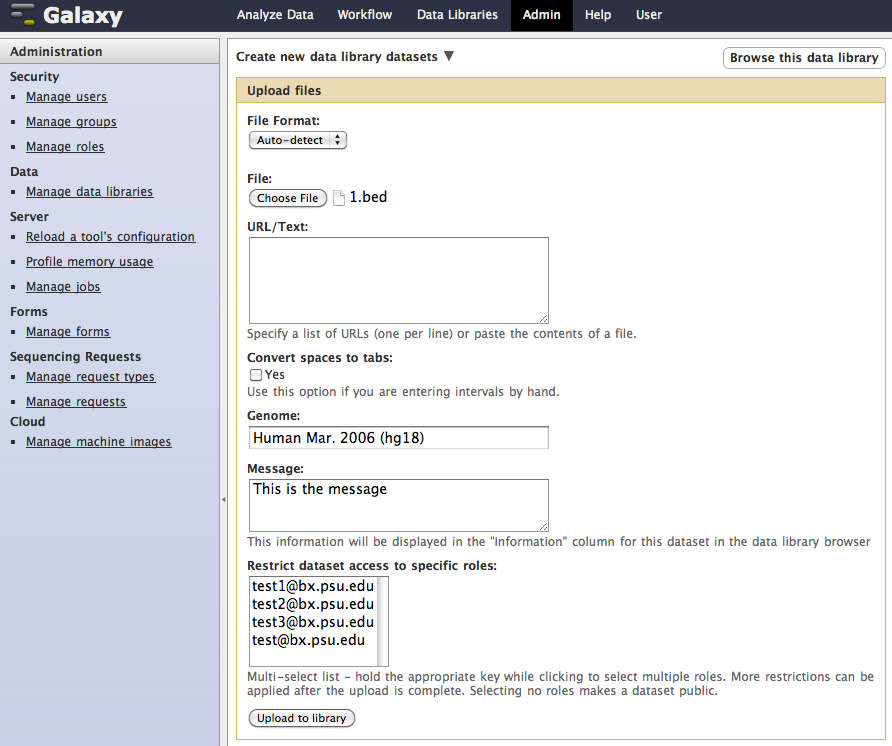 Galaxy
Analyze Data Workflow Data Libraries Admin Help User
Administration
Security
Manage users
Manage groups
Manage roles
Data
Manage data libraries
Server
Reload a tool's configuration
Profile memory usage
Manage jobs
Forms
Manage forms
Sequencing Requests
Manage request types
Manage requests
Cloud
Manage machine images
Create new data library datasets
Browse this data library
Upload files
File Format:
Auto-detect
File:
Choose File 1.bed
URL/Text:
Specify a list of URLs (one per line) or paste the contents of a file.
Convert spaces to tabs:
Yes
Use this option if you are entering intervals by hand.
Genome:
Human Mar. 2006 (hg18)
Message:
This is the message
This information will be displayed in the "Information" column for this dataset in the data library browser
Restrict dataset access to specific roles:
test1@bx.psu.edu
test2@bx.psu.edu
test3@bx.psu.edu
test@bx.psu.edu
Multi-select list - hold the appropriate key while clicking to select multiple roles. More restrictions can be
applied after the upload is complete. Selecting no roles makes a dataset public.
Upload to library